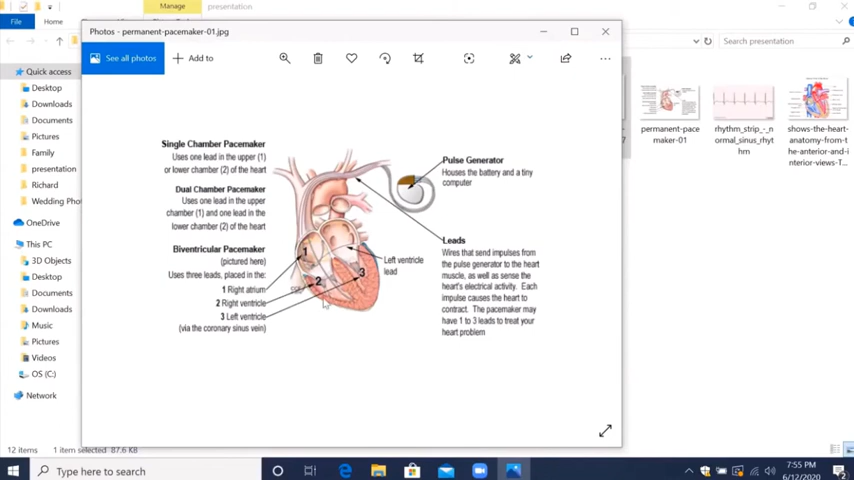 Manage
presentation
File
Home
Search presentation
Photos - permanent-pacemaker-01.jpg
See all photos
Add to
Quick access
Desktop
Downloads
Documents
Pictures
Family
presentation
Richard
Wedding Pho
OneDrive
This PC
3D Objects
Desktop
Documents
Downloads
Music
Pictures
Videos
OS (C:)
Network
Single Chamber Pacemaker
Uses one lead in the upper (1)
or lower chamber (2) of the heart
Dual Chamber Pacemaker
Uses one lead in the upper
chamber (1) and one lead in the
lower chamber (2)
Biventricular Pacemaker
(pictured here)
Uses three leads, placed in the:
1 Right atrium
2 Right ventricle
3 Left ventricle
(via the coronary sinus vein)
1
2
3
Left ventricle
lead
Pulse Generator
Houses the battery and a tiny
computer
Leads
Wires that send impulses from
the pulse generator to the heart
muscle, as well as sense the
heart's electrical activity. Each
impulse causes the heart to
contract. The pacemaker may
have 1 to 3 leads to treat your
heart problem
permanent-pace
maker-01
rhythm_strip_-_n
ormal_sinus_rhyt
hm
shows-the-heart
-anatomy-from-t
he-anterior-and-i
nferior-views-T...
12 items
1 item selected
87.6 KB
Type here to search
7:55 PM
6/12/2020
2